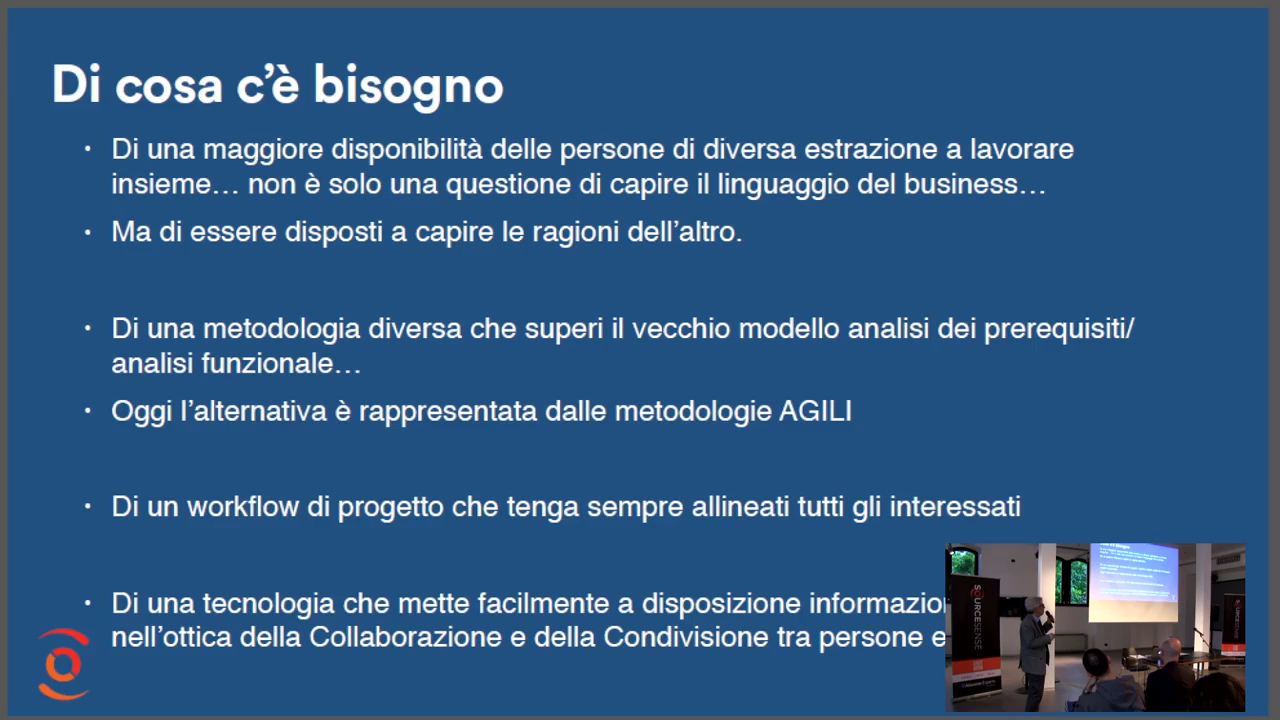 Di cosa c’è bisogno
• Di una maggiore disponibilità delle persone di diversa estrazione a lavorare
insieme… non è solo una questione di capire il linguaggio del business…
• Ma di essere disposti a capire le ragioni dell’altro.
• Di una metodologia diversa che superi il vecchio modello analisi dei prerequisiti/
analisi funzionale…
• Oggi l’alternativa è rappresentata dalle metodologie AGILI
• Di un workflow di progetto che tenga sempre allineati tutti gli interessati
• Di una tecnologia che mette facilmente a disposizione
nell’ottica della Collaborazione e della Condivisione tra persone e
SOURCESENSE
SOURCESENSE